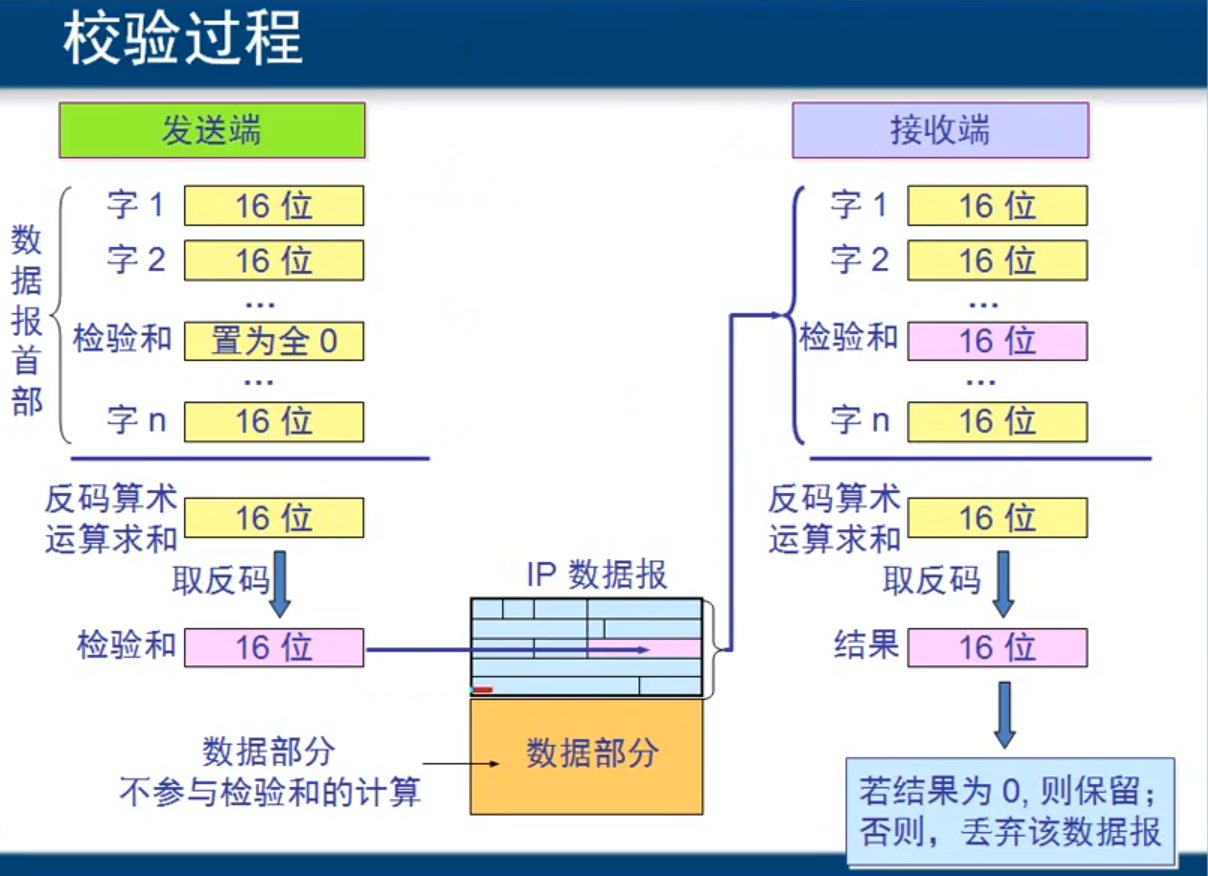 校验过程
发送端
数据报首部
字 1 16 位
字 2 16 位
...
检验和 置为全 0
...
字 n 16 位
反码算术
运算求和
16 位
取反码
检验和 16 位
数据部分
不参与检验和的计算
IP 数据报
数据部分
接收端
字 1 16 位
字 2 16 位
...
检验和 16 位
...
字 n 16 位
反码算术
运算求和
16 位
取反码
结果 16 位
若结果为 0, 则保留；
否则，丢弃该数据报